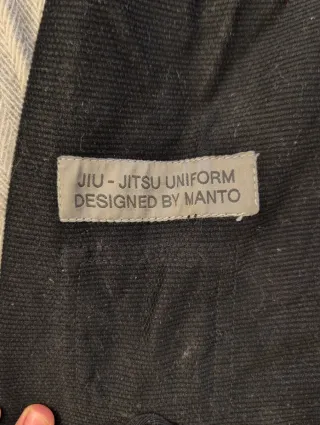 JIU - JITSU UNIFORM
DESIGNED BY MANTO